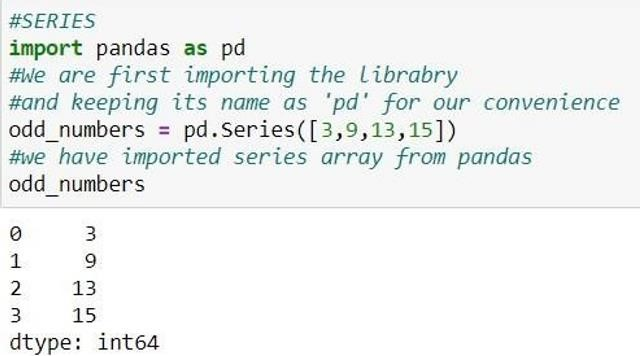 #SERIES
import pandas as pd
#We are first importing the librabry
#and keeping its name as 'pd' for our convenience
odd_numbers = pd.Series([3,9,13,15])
#we have imported series array from pandas
odd_numbers
0     3
1     9
2    13
3    15
dtype: int64